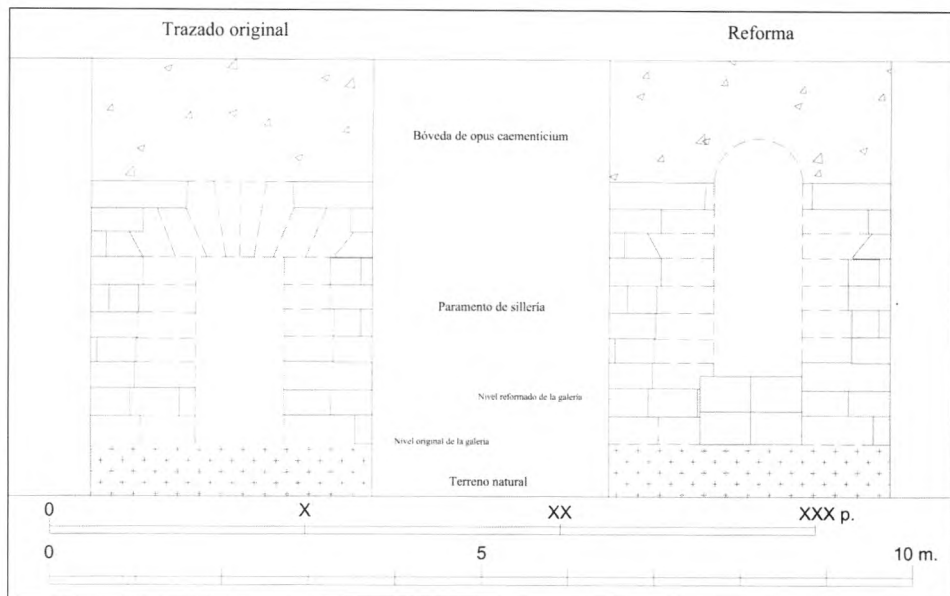 Trazado original
Reforma
Bóveda de opus caementicium
Paramento de sillería
Nivel reformado de la galería
Nivel original de la galería
Terreno natural
0 X XX XXX p.
0 5 10 m.